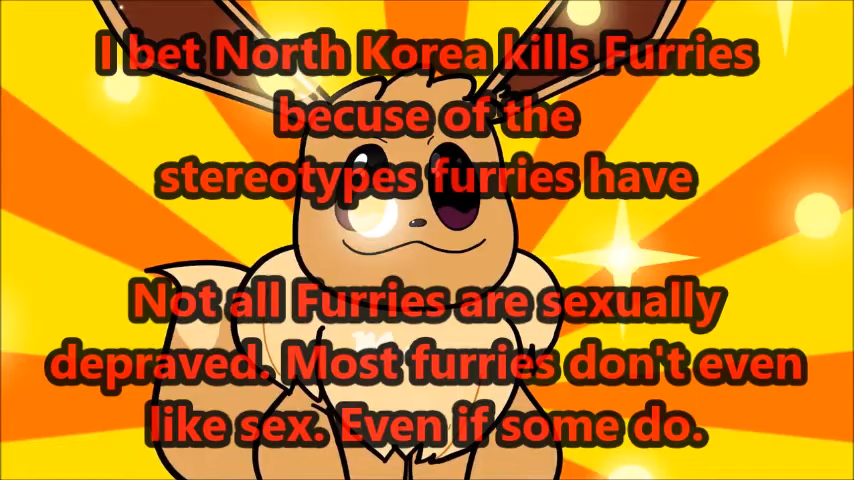 I bet North Korea kills Furries
becuse of the
stereotypes furries have
Not all Furries are sexually
depraved. Most furries don't even
like sex. Even if some do.